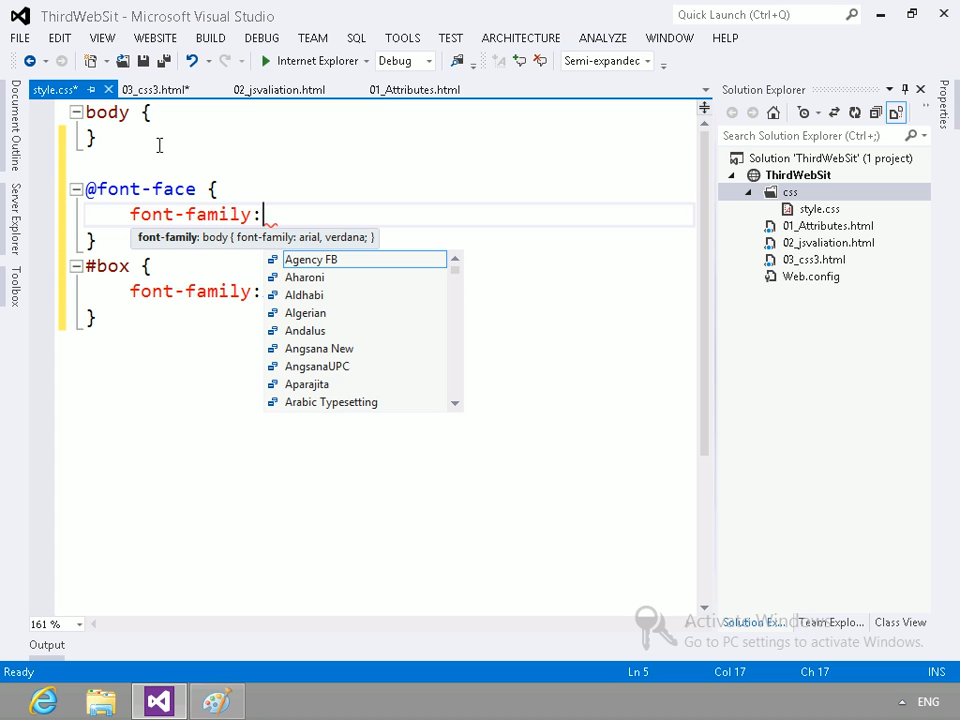 ThirdWebSit - Microsoft Visual Studio
Quick Launch (Ctrl+Q)
FILE EDIT VIEW WEBSITE BUILD DEBUG TEAM SQL TOOLS TEST ARCHITECTURE ANALYZE WINDOW HELP
Internet Explorer Debug Semi-expandec
style.css* 03_css3.html* 02_jsvaliation.html 01_Attributes.html
Document Outline
Server Explorer
Toolbox
body {
}
@font-face {
font-family:
}
font-family: body { font-family: arial, verdana; }
#box {
font-family:
}
Agency FB
Aharoni
Aldhabi
Algerian
Andalus
Angsana New
AngsanaUPC
Aparajita
Arabic Typesetting
Solution Explorer
Search Solution Explorer (Ctrl+;)
Solution 'ThirdWebSit' (1 project)
ThirdWebSit
css
style.css
01_Attributes.html
02_jsvaliation.html
03_css3.html
Web.config
Properties
161 %
Solution Ex... Team Explo... Class View
Activate Windows
Go to PC settings to activate Windows.
Output
Ready Ln 5 Col 17 Ch 17 INS
ENG